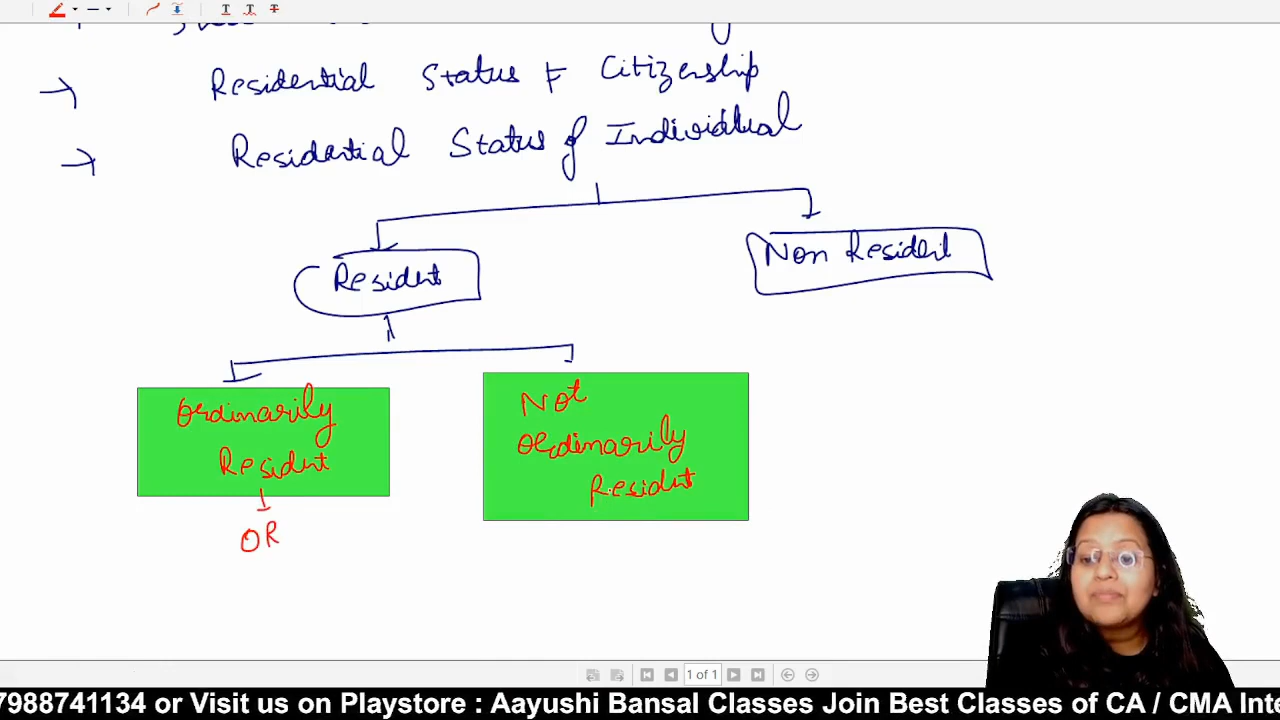 Residential Status ≠ Citizenship
→ Residential Status of Individual
Resident
Non Resident
Ordinarily
Resident
OR
Not
Ordinarily
Resident
1 of 1
7988741134 or Visit us on Playstore : Aayushi Bansal Classes Join Best Classes of CA / CMA Inte